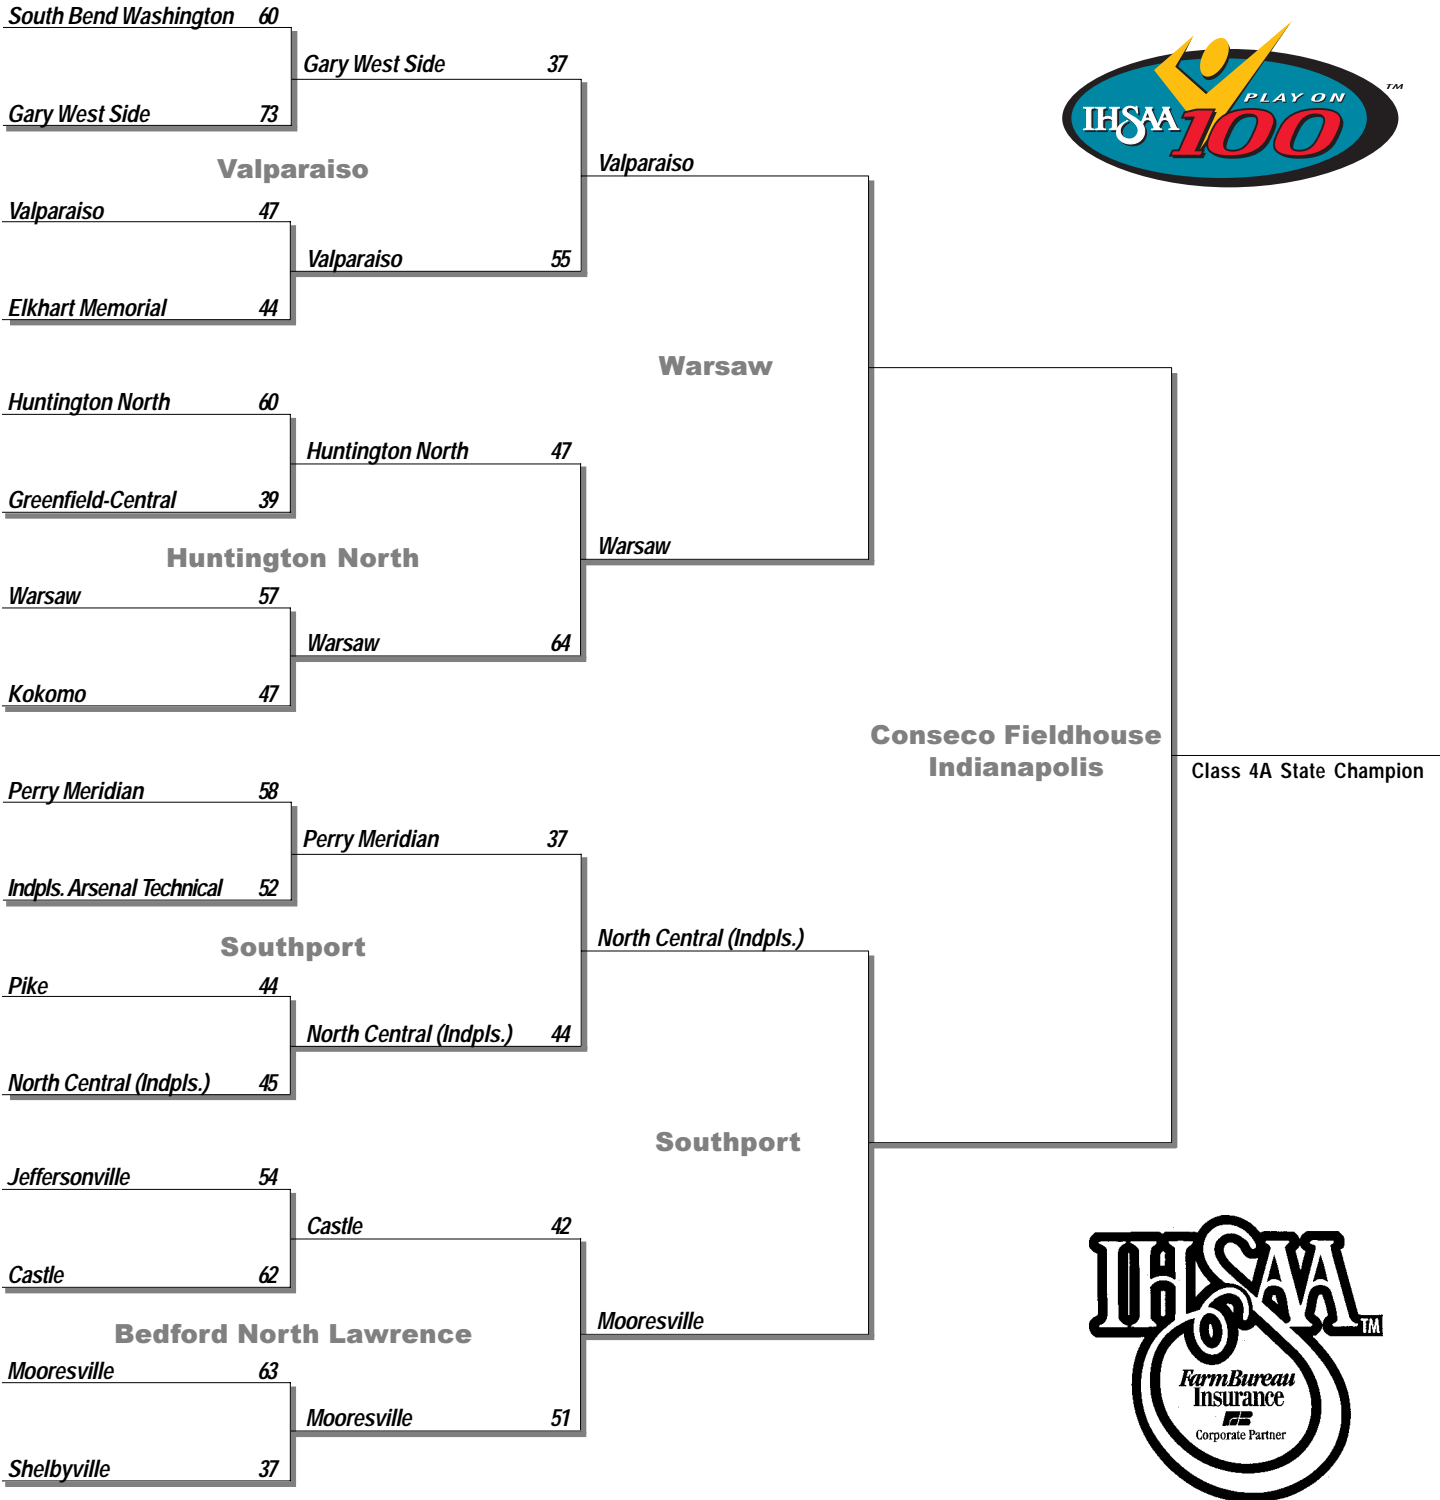 South Bend Washington 60
Gary West Side 37
Gary West Side 73
Valparaiso
Valparaiso
Valparaiso 47
Valparaiso 55
Elkhart Memorial 44
Warsaw
Huntington North 60
Huntington North 47
Greenfield-Central 39
Huntington North
Warsaw
Warsaw 57
Warsaw 64
Kokomo 47
Conseco Fieldhouse
Indianapolis
Class 4A State Champion
Perry Meridian 58
Perry Meridian 37
Indpls. Arsenal Technical 52
Southport
North Central (Indpls.)
Pike 44
North Central (Indpls.) 44
North Central (Indpls.) 45
Southport
Jeffersonville 54
Castle 42
Castle 62
Bedford North Lawrence
Mooresville
Mooresville 63
Mooresville 51
Shelbyville 37
PLAY ON TM
IHSAA 100
IHSAA TM
FarmBureau
Insurance
Corporate Partner